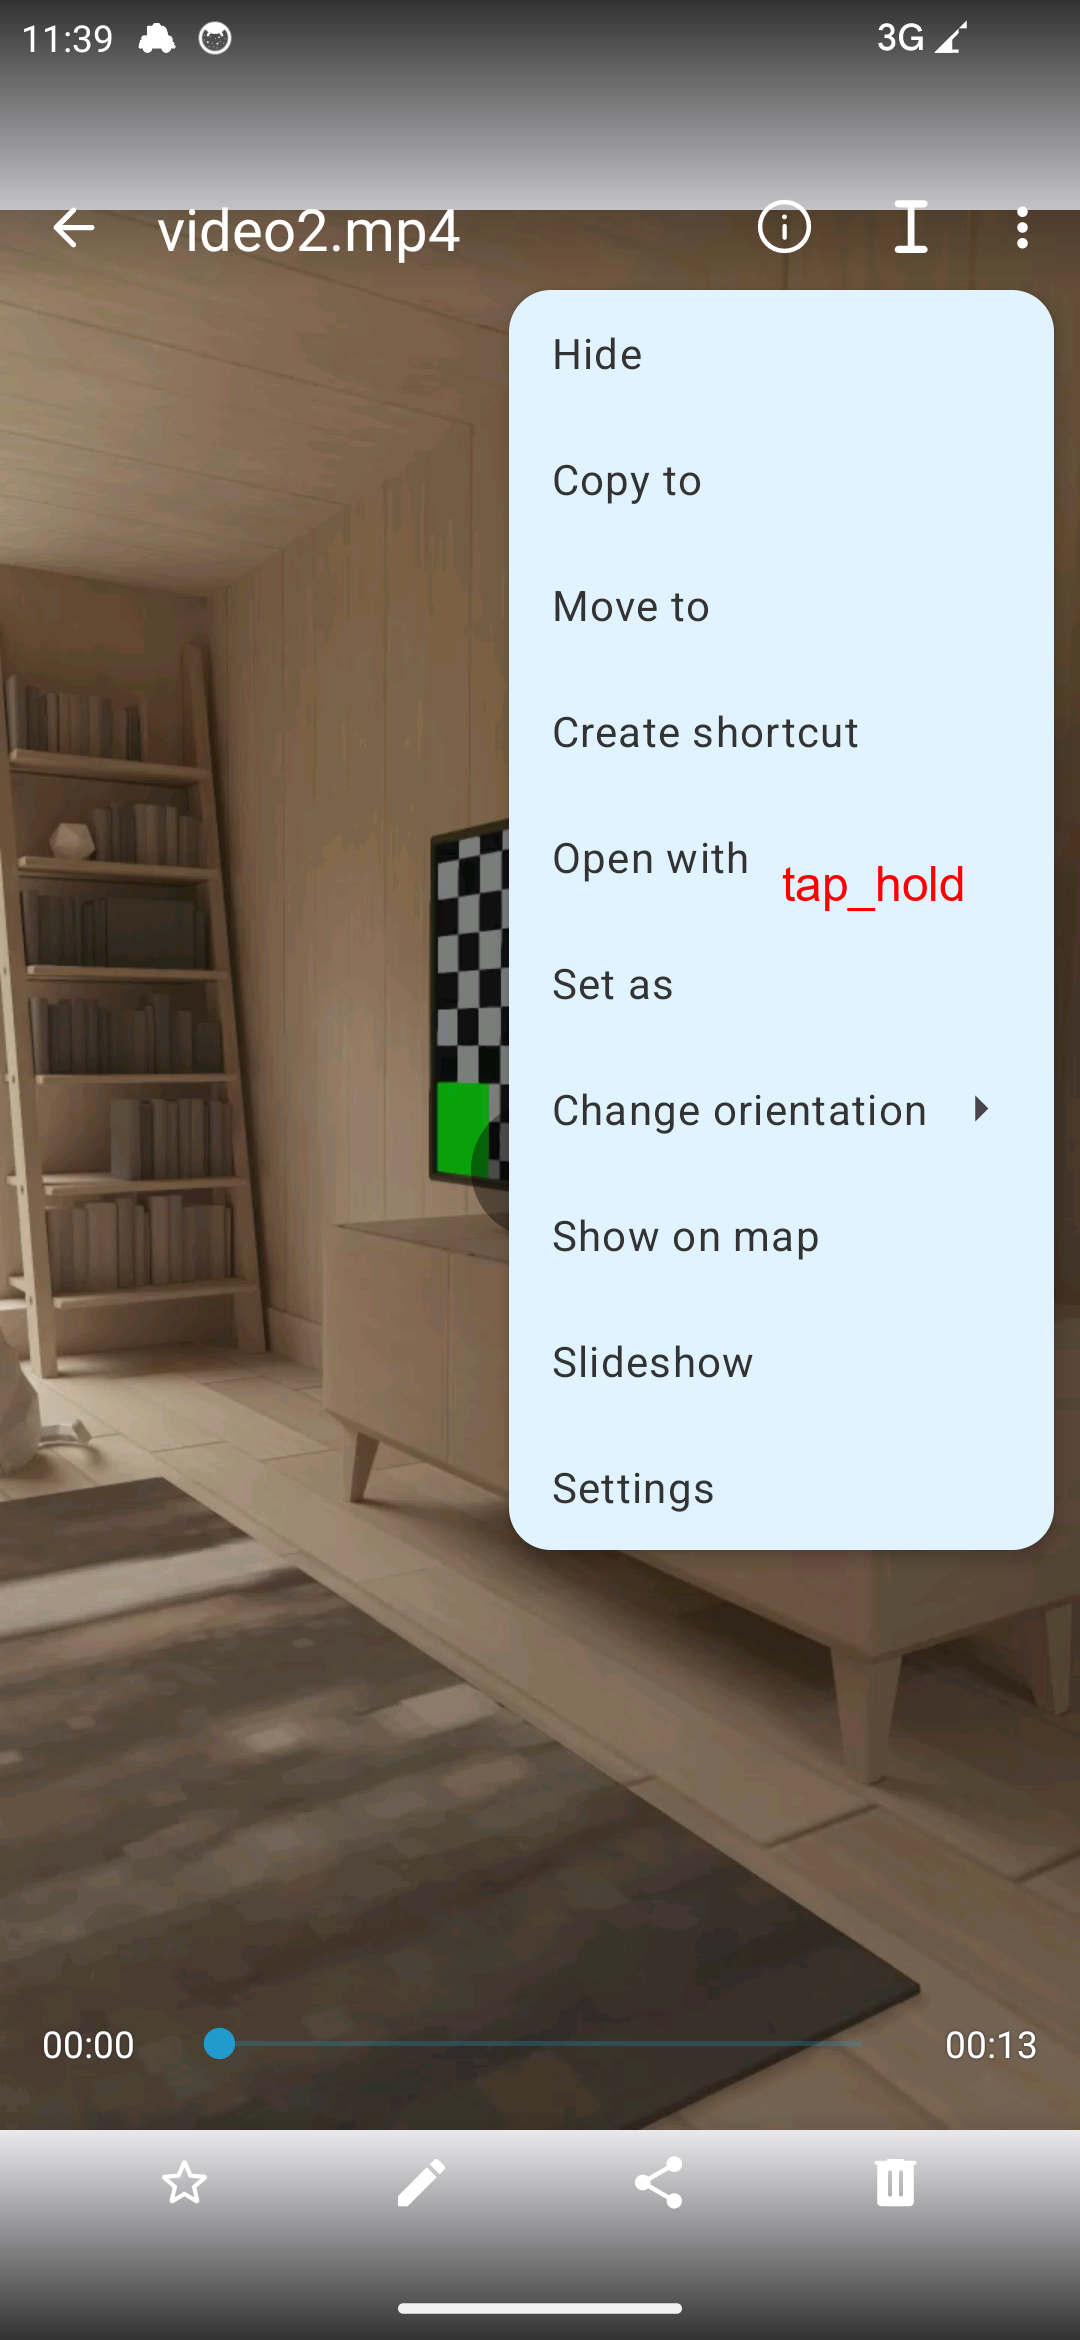 11:39
3G
video2.mp4
Hide
Copy to
Move to
Create shortcut
Open with
tap_hold
Set as
Change orientation
Show on map
Slideshow
Settings
00:00
00:13